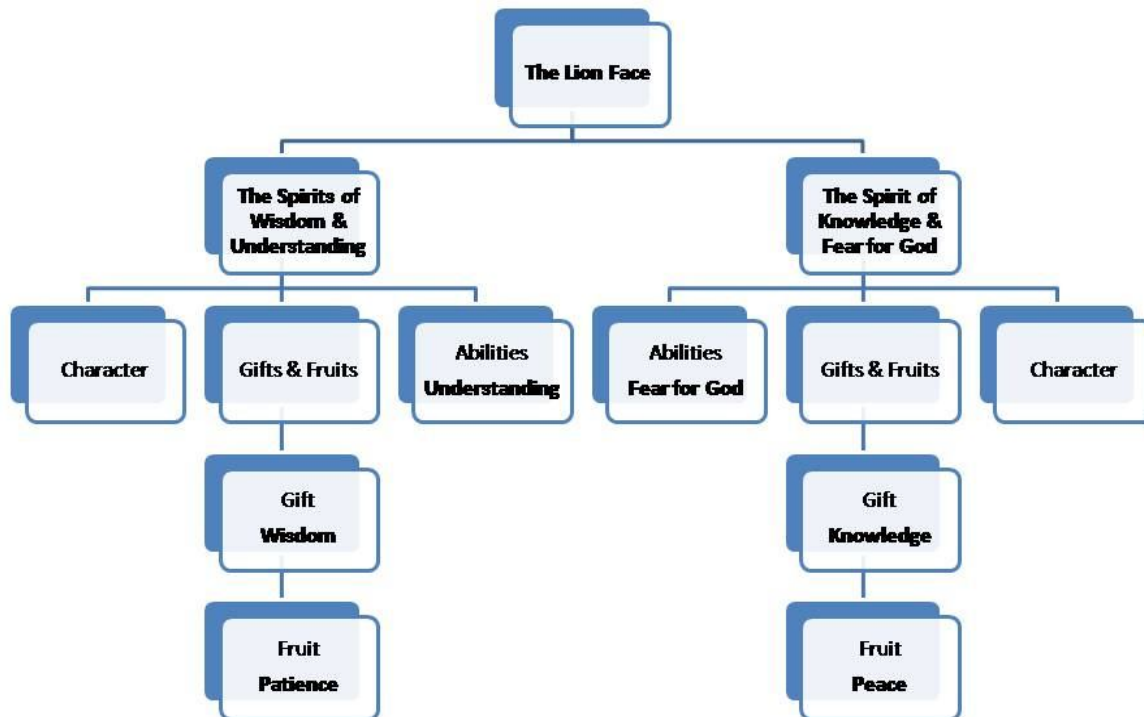 The Lion Face
The Spirits of
Wisdom &
Understanding
The Spirit of
Knowledge &
Fear for God
Character
Gifts & Fruits
Abilities
Understanding
Abilities
Fear for God
Gifts & Fruits
Character
Gift
Wisdom
Gift
Knowledge
Fruit
Patience
Fruit
Peace